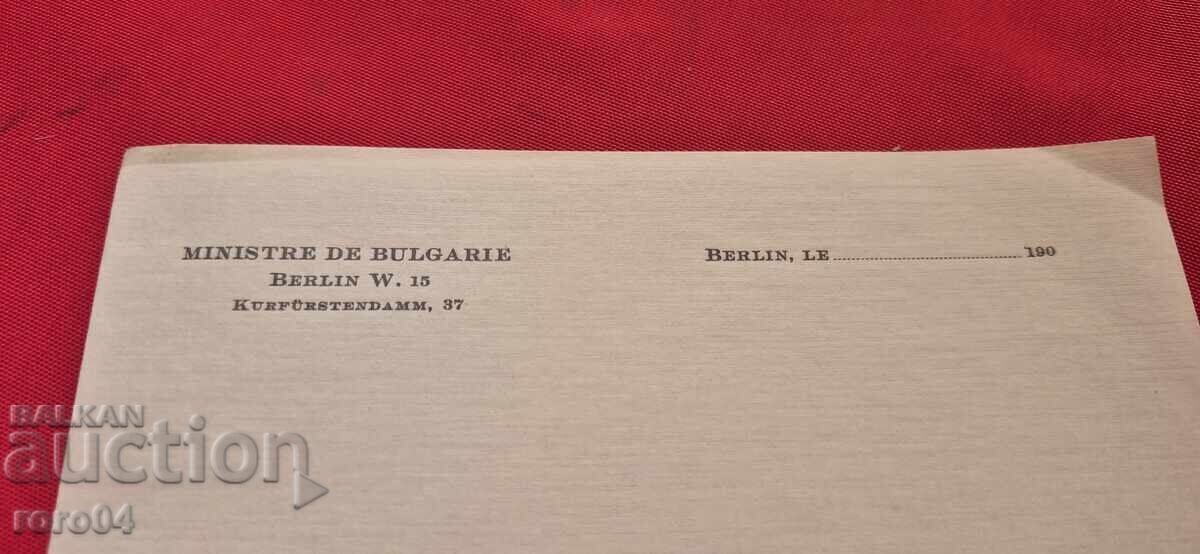 MINISTRE DE BULGARIE
BERLIN W. 15
KURFÜRSTENDAMM, 37
BERLIN, LE ........................................ 190
BALKAN
auction
roro04